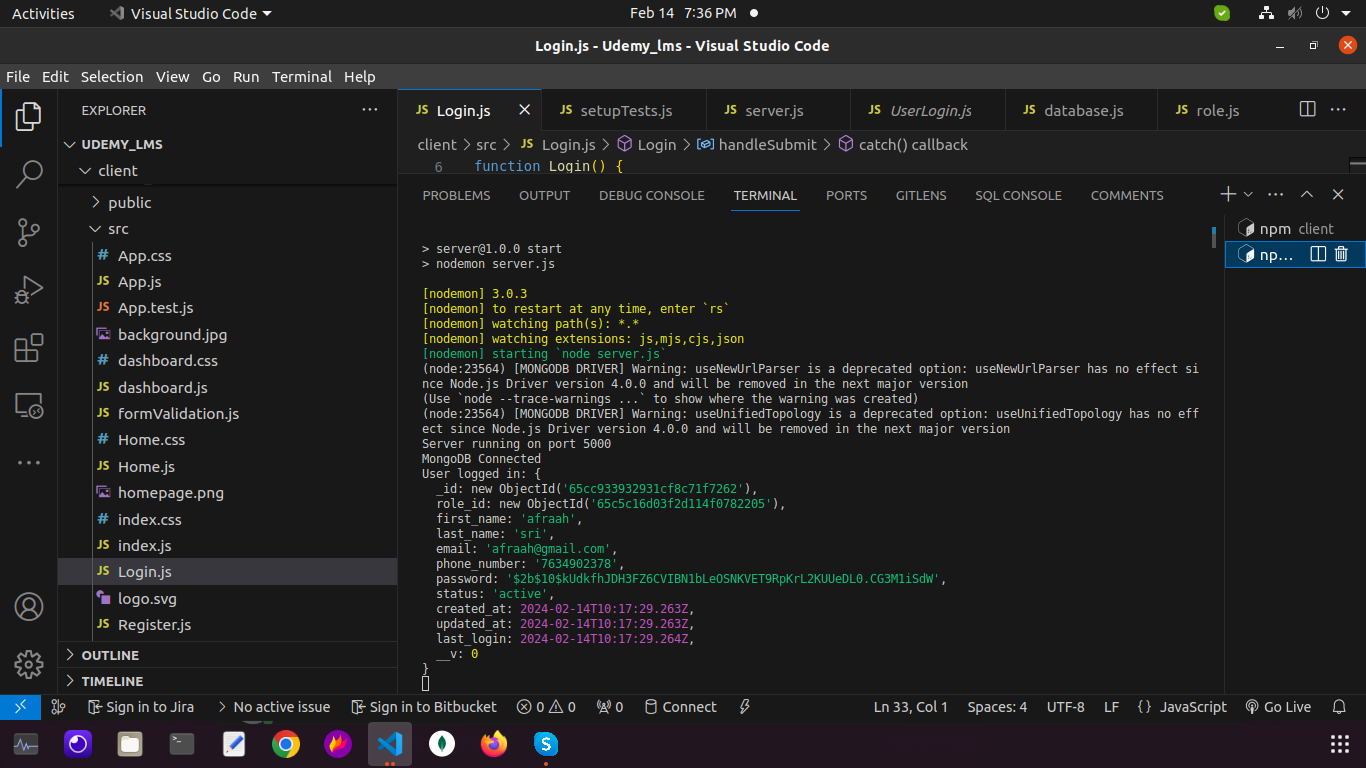 Activities Visual Studio Code Feb 14 7:36 PM
Login.js - Udemy_lms - Visual Studio Code
File Edit Selection View Go Run Terminal Help
EXPLORER
UDEMY_LMS
client
public
src
# App.css
JS App.js
JS App.test.js
background.jpg
# dashboard.css
JS dashboard.js
JS formValidation.js
# Home.css
JS Home.js
homepage.png
# index.css
JS index.js
JS Login.js
logo.svg
JS Register.js
OUTLINE
TIMELINE
JS Login.js JS setupTests.js JS server.js JS UserLogin.js JS database.js JS role.js
client > src > JS Login.js > Login > handleSubmit > catch() callback
6 function Login() {
PROBLEMS OUTPUT DEBUG CONSOLE TERMINAL PORTS GITLENS SQL CONSOLE COMMENTS
> server@1.0.0 start
> nodemon server.js
[nodemon] 3.0.3
[nodemon] to restart at any time, enter `rs`
[nodemon] watching path(s): *.*
[nodemon] watching extensions: js,mjs,cjs,json
[nodemon] starting `node server.js`
(node:23564) [MONGODB DRIVER] Warning: useNewUrlParser is a deprecated option: useNewUrlParser has no effect si
nce Node.js Driver version 4.0.0 and will be removed in the next major version
(Use `node --trace-warnings ...` to show where the warning was created)
(node:23564) [MONGODB DRIVER] Warning: useUnifiedTopology is a deprecated option: useUnifiedTopology has no eff
ect since Node.js Driver version 4.0.0 and will be removed in the next major version
Server running on port 5000
MongoDB Connected
User logged in: {
_id: new ObjectId('65cc933932931cf8c71f7262'),
role_id: new ObjectId('65c5c16d03f2d114f0782205'),
first_name: 'afraah',
last_name: 'sri',
email: 'afraah@gmail.com',
phone_number: '7634902378',
password: '$2b$10$kUdkfhJDH3FZ6CVIBN1bLeOSNKVET9RpKrL2KUUeDL0.CG3M1iSdW',
status: 'active',
created_at: 2024-02-14T10:17:29.263Z,
updated_at: 2024-02-14T10:17:29.263Z,
last_login: 2024-02-14T10:17:29.264Z,
__v: 0
}
npm client
np...
Sign in to Jira No active issue Sign in to Bitbucket 0 0 0 Connect Ln 33, Col 1 Spaces: 4 UTF-8 LF {} JavaScript Go Live